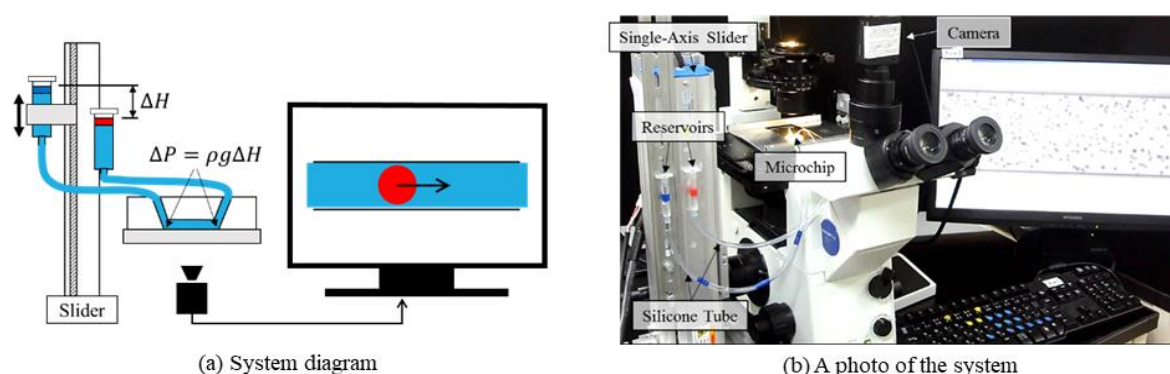 ΔH
ΔP = ρgΔH
Slider
(a) System diagram
Single-Axis Slider
Camera
Reservoirs
Microchip
Silicone Tube
(b) A photo of the system